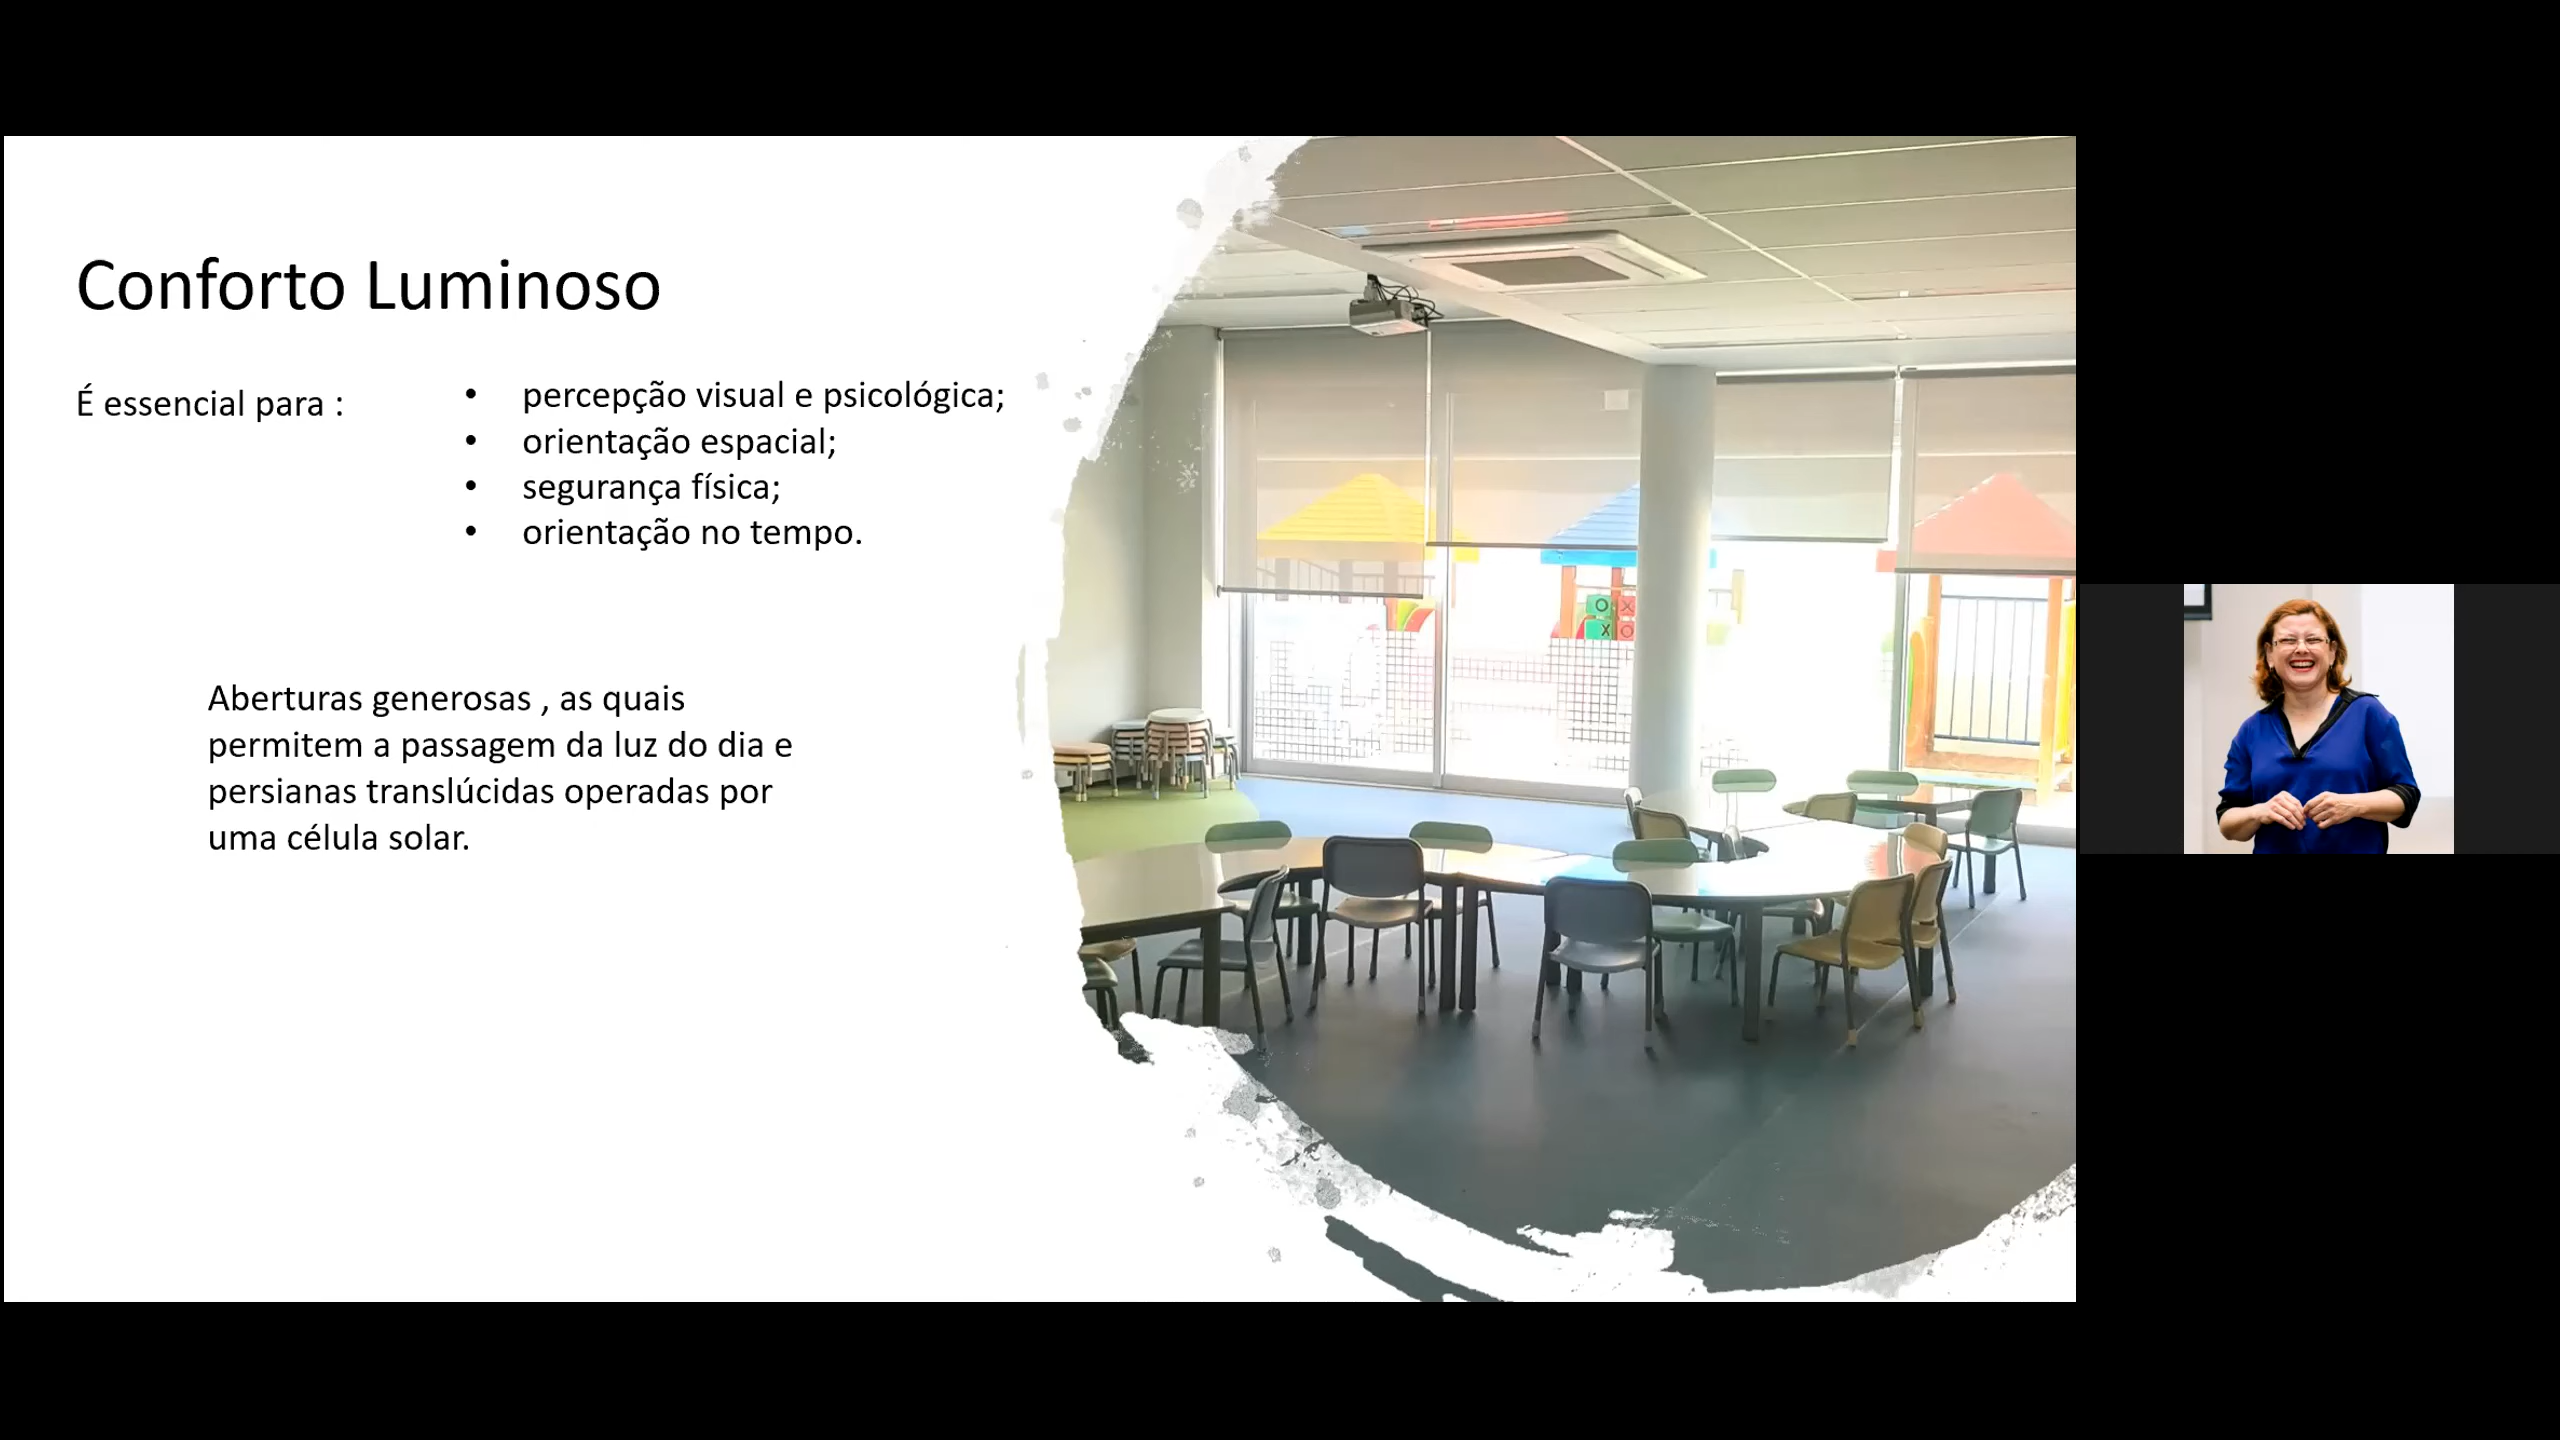 Conforto Luminoso
É essencial para :
• percepção visual e psicológica;
• orientação espacial;
• segurança física;
• orientação no tempo.
Aberturas generosas , as quais
permitem a passagem da luz do dia e
persianas translúcidas operadas por
uma célula solar.
O X
X O